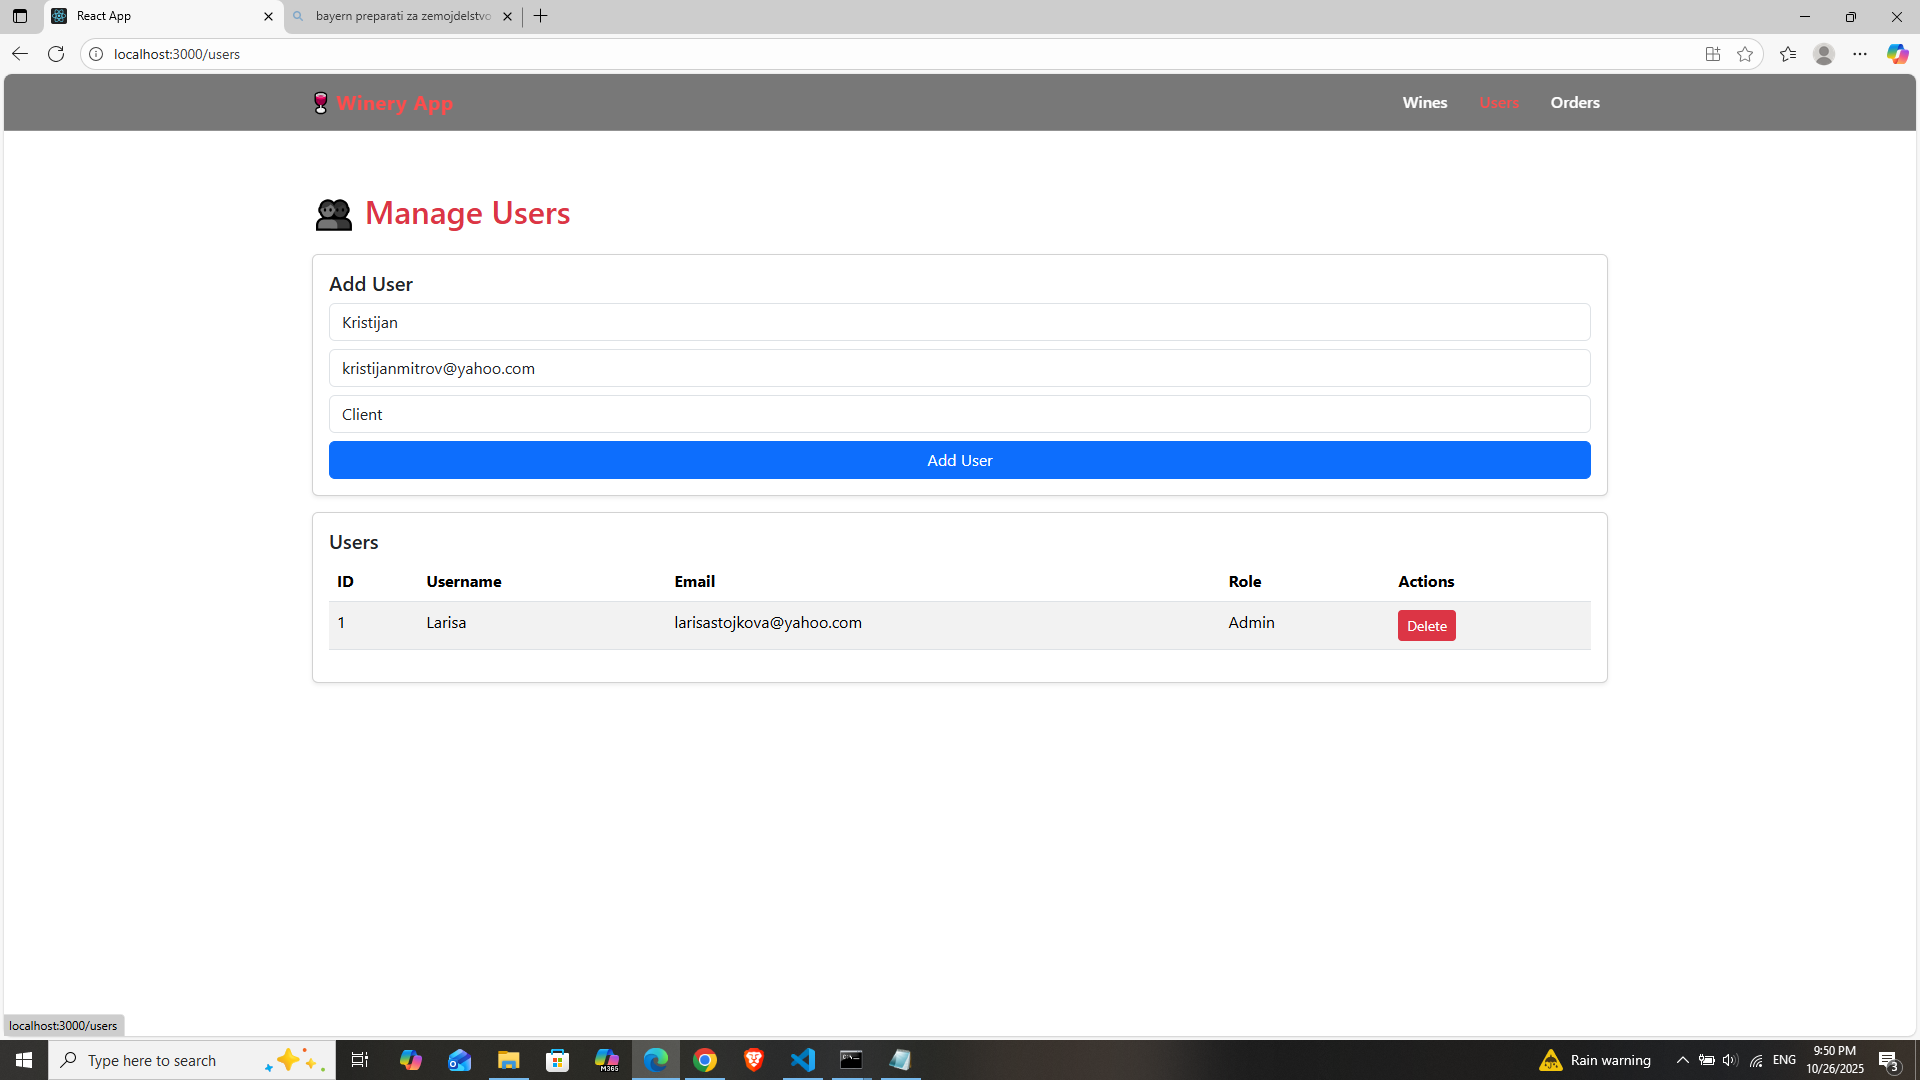 React App
bayern preparati za zemojdelstvo
localhost:3000/users
Winery App
Wines
Users
Orders
Manage Users
Add User
Kristijan
kristijanmitrov@yahoo.com
Client
Add User
Users
ID Username Email Role Actions
1 Larisa larisastojkova@yahoo.com Admin Delete
localhost:3000/users
Type here to search
M365
Rain warning
ENG
9:50 PM
10/26/2025
3